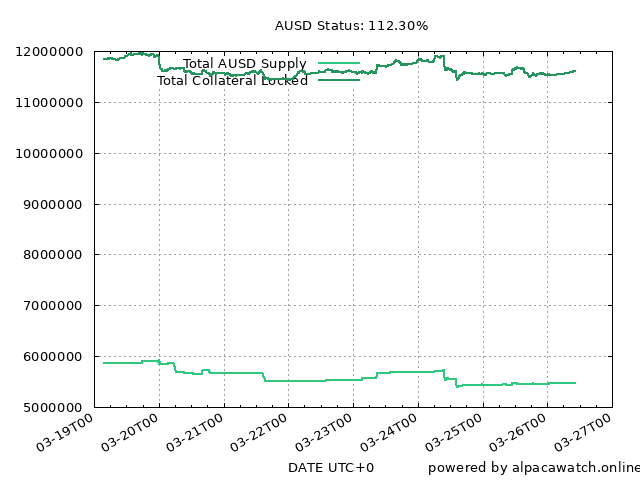 AUSD Status: 112.30%
12000000
Total AUSD Supply
Total Collateral Locked
11000000
10000000
9000000
8000000
7000000
6000000
5000000
03-19T00
03-20T00
03-21T00
03-22T00
03-23T00
03-24T00
03-25T00
03-26T00
03-27T00
DATE UTC+0
powered by alpacawatch.online